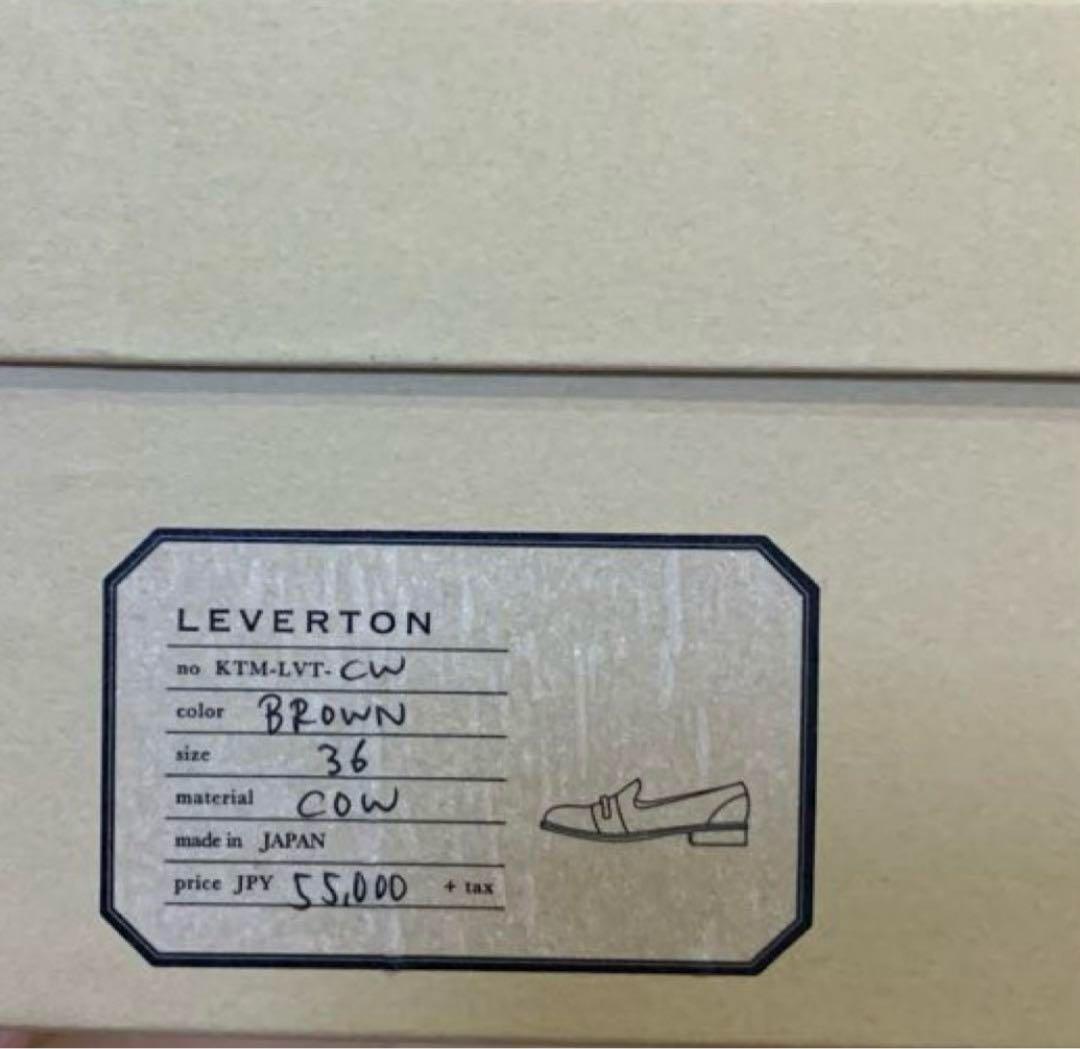 LEVERTON
no KTM-LVT-CW
color BROWN
size 36
material COW
made in JAPAN
price JPY 55,000 + tax